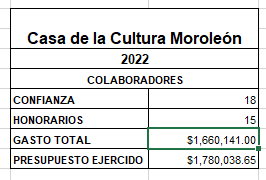 Casa de la Cultura Moroleón
2022
COLABORADORES
CONFIANZA 18
HONORARIOS 15
GASTO TOTAL $1,660,141.00
PRESUPUESTO EJERCIDO $1,780,038.65